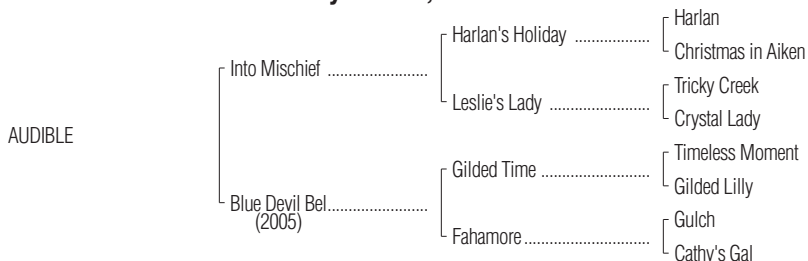 Harlan
Harlan's Holiday ..................
Christmas in Aiken
Into Mischief ........................
Tricky Creek
Leslie's Lady ........................
Crystal Lady
AUDIBLE
Timeless Moment
Gilded Time .........................
Gilded Lilly
Blue Devil Bel........................
(2005)
Gulch
Fahamore..............................
Cathy's Gal